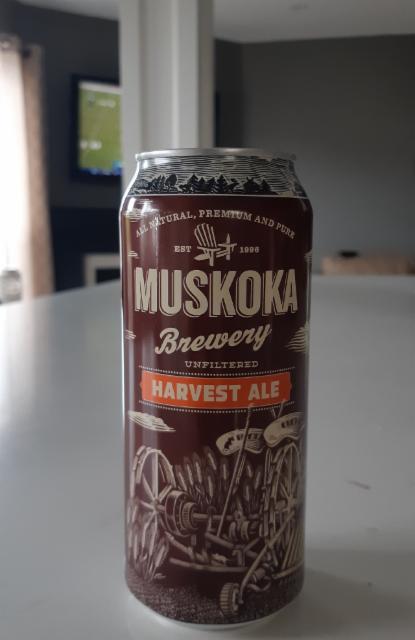 ALL NATURAL, PREMIUM AND PURE
EST 1996
MUSKOKA
Brewery
UNFILTERED
HARVEST ALE